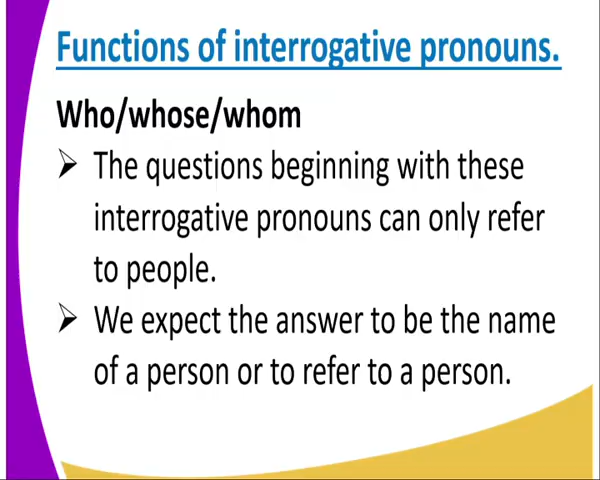 Functions of interrogative pronouns.
Who/whose/whom
➢ The questions beginning with these
interrogative pronouns can only refer
to people.
➢ We expect the answer to be the name
of a person or to refer to a person.